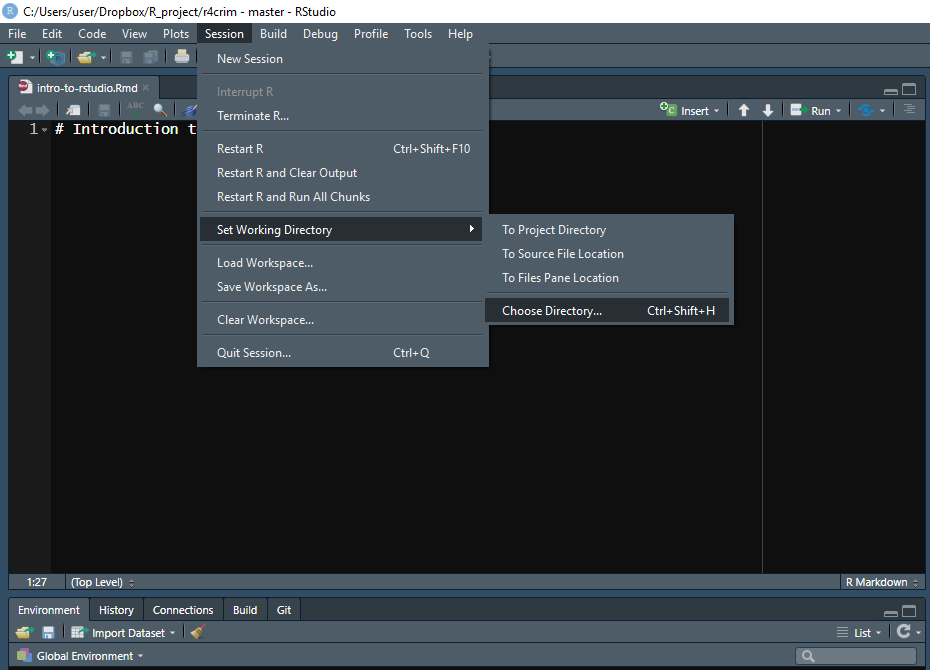 C:/Users/user/Dropbox/R_project/r4crim - master - RStudio
File Edit Code View Plots Session Build Debug Profile Tools Help
New Session
Interrupt R
Terminate R...
Restart R Ctrl+Shift+F10
Restart R and Clear Output
Restart R and Run All Chunks
Set Working Directory
To Project Directory
To Source File Location
To Files Pane Location
Choose Directory... Ctrl+Shift+H
Load Workspace...
Save Workspace As...
Clear Workspace...
Quit Session... Ctrl+Q
intro-to-rstudio.Rmd
ABC
Insert Run
1 # Introduction t
1:27 (Top Level) R Markdown
Environment History Connections Build Git
Import Dataset List
Global Environment